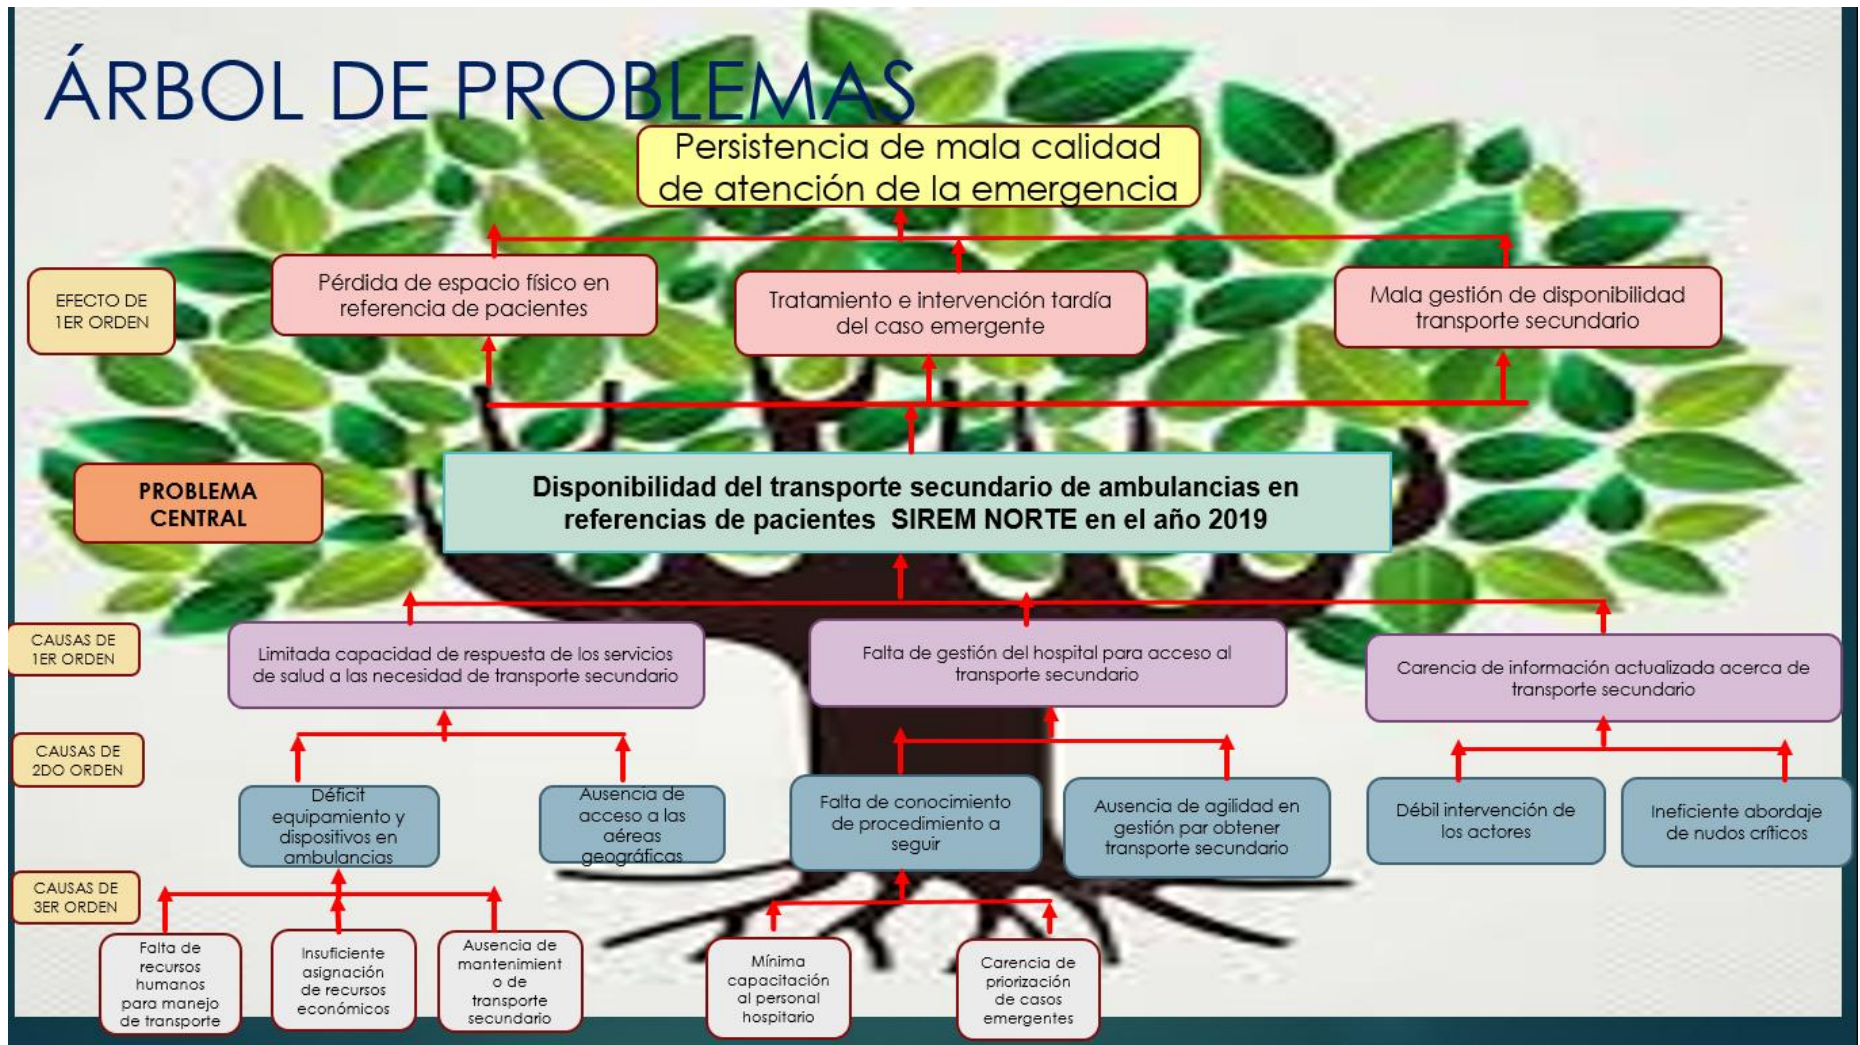 ÁRBOL DE PROBLEMAS
Persistencia de mala calidad
de atención de la emergencia
EFECTO DE
1ER ORDEN
Pérdida de espacio físico en
referencia de pacientes
Tratamiento e intervención tardía
del caso emergente
Mala gestión de disponibilidad
transporte secundario
PROBLEMA
CENTRAL
Disponibilidad del transporte secundario de ambulancias en
referencias de pacientes SIREM NORTE en el año 2019
CAUSAS DE
1ER ORDEN
Limitada capacidad de respuesta de los servicios
de salud a las necesidad de transporte secundario
Falta de gestión del hospital para acceso al
transporte secundario
Carencia de información actualizada acerca de
transporte secundario
CAUSAS DE
2DO ORDEN
Déficit
equipamiento y
dispositivos en
ambulancias
Ausencia de
acceso a las
aéreas
geográficas
Falta de conocimiento
de procedimiento a
seguir
Ausencia de agilidad en
gestión par obtener
transporte secundario
Débil intervención de
los actores
Ineficiente abordaje
de nudos críticos
CAUSAS DE
3ER ORDEN
Falta de
recursos
humanos
para manejo
de transporte
Insuficiente
asignación
de recursos
económicos
Ausencia de
mantenimient
o de
transporte
secundario
Mínima
capacitación
al personal
hospitario
Carencia de
priorización
de casos
emergentes